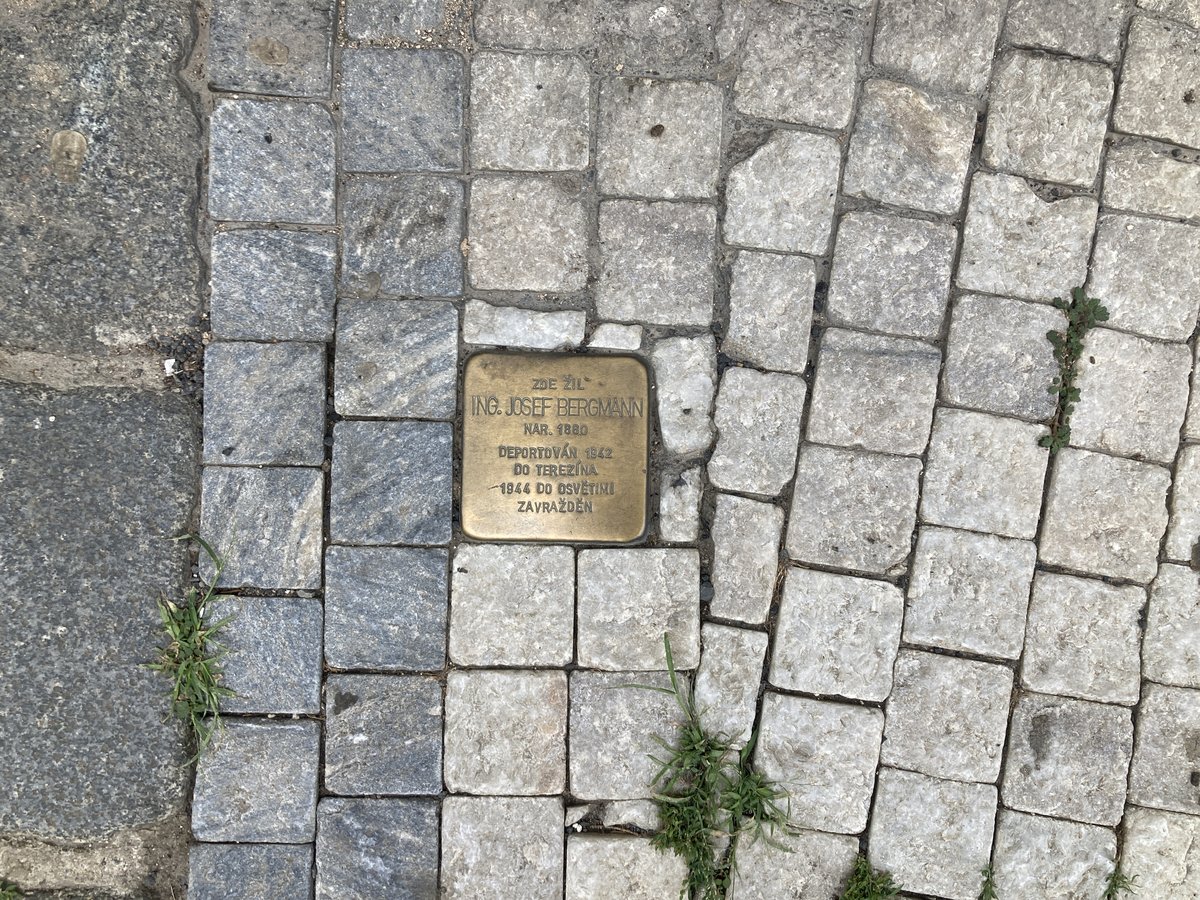 ZDE ŽIL
ING. JOSEF BERGMANN
NAR. 1880
DEPORTOVÁN 1942
DO TEREZÍNA
1944 DO OSVĚTIMI
ZAVRAŽDĚN